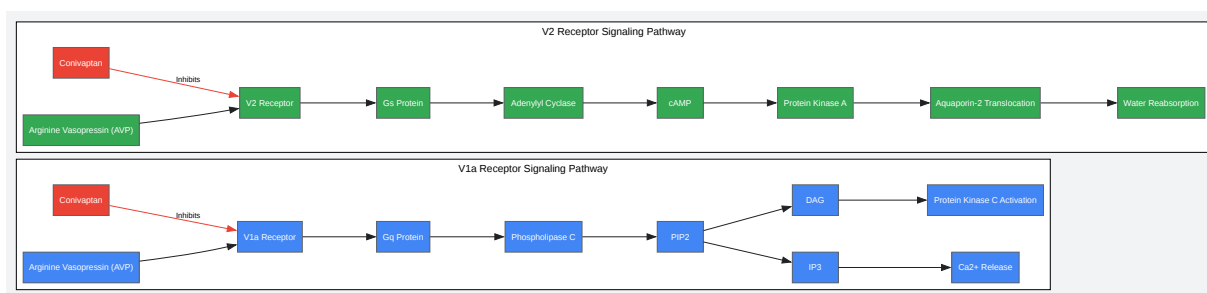 V2 Receptor Signaling Pathway
Conivaptan
Inhibits
V2 Receptor
Gs Protein
Adenylyl Cyclase
cAMP
Protein Kinase A
Aquaporin-2 Translocation
Water Reabsorption
Arginine Vasopressin (AVP)
V1a Receptor Signaling Pathway
Conivaptan
Inhibits
V1a Receptor
Gq Protein
Phospholipase C
PIP2
DAG
Protein Kinase C Activation
Arginine Vasopressin (AVP)
IP3
Ca2+ Release